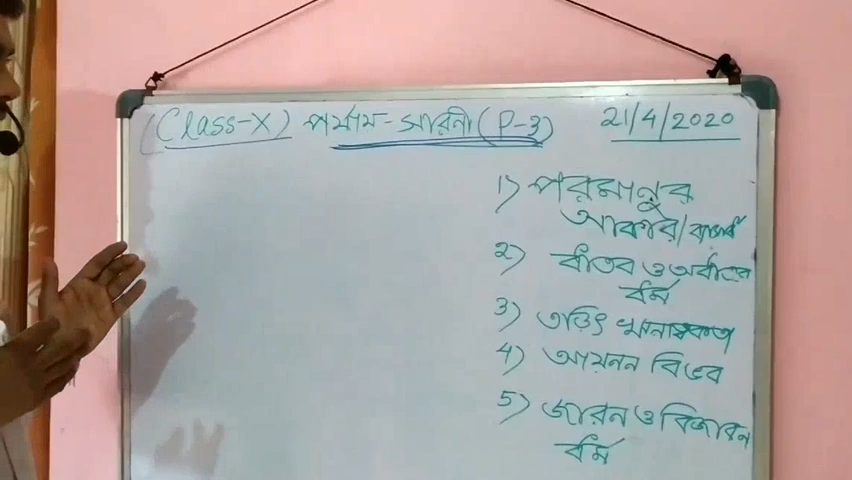 (Class-X) পর্যায়-সারনী (P-3) 21/4/2020
1) পরমানুর
আকার/ব্যাসার্ধ
2) ধাতব ও অধাতব
ধর্ম
3) তড়িৎ ঋনাত্মকতা
4) আয়নন বিভব
5) জারন ও বিজারন
ধর্ম